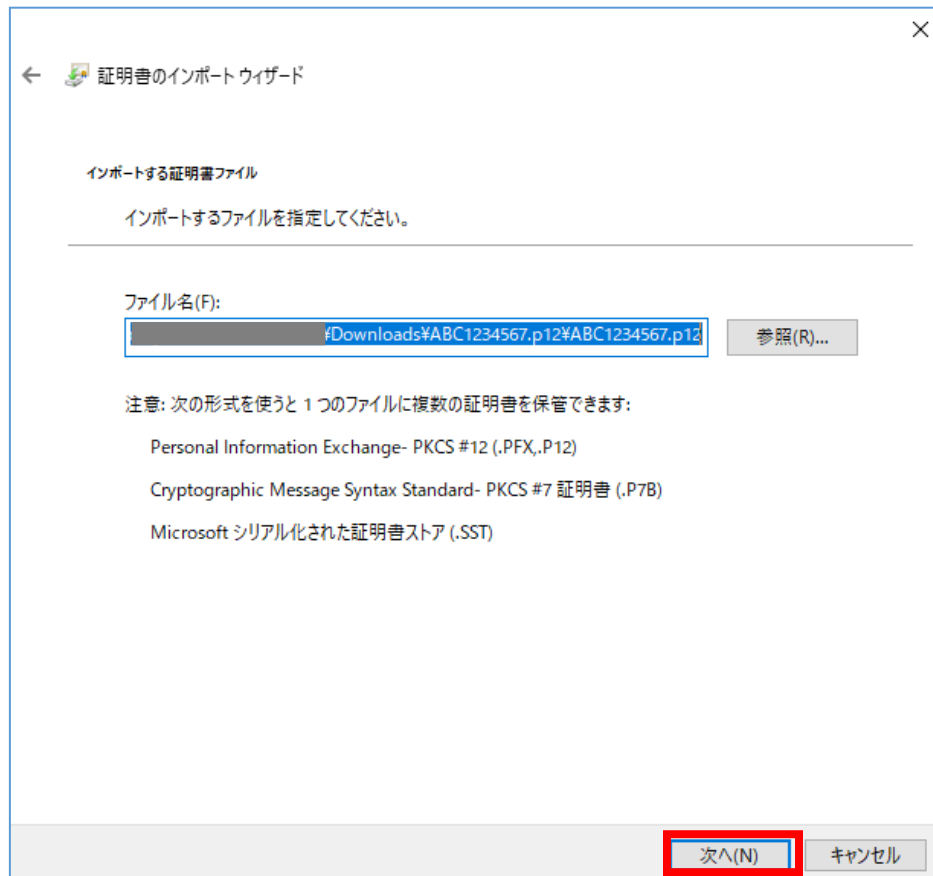 証明書のインポート ウィザード
インポートする証明書ファイル
インポートするファイルを指定してください。
ファイル名(F):
¥Downloads¥ABC1234567.p12¥ABC1234567.p12
参照(R)...
注意: 次の形式を使うと 1 つのファイルに複数の証明書を保管できます:
Personal Information Exchange- PKCS #12 (.PFX,.P12)
Cryptographic Message Syntax Standard- PKCS #7 証明書 (.P7B)
Microsoft シリアル化された証明書ストア (.SST)
次へ(N)
キャンセル